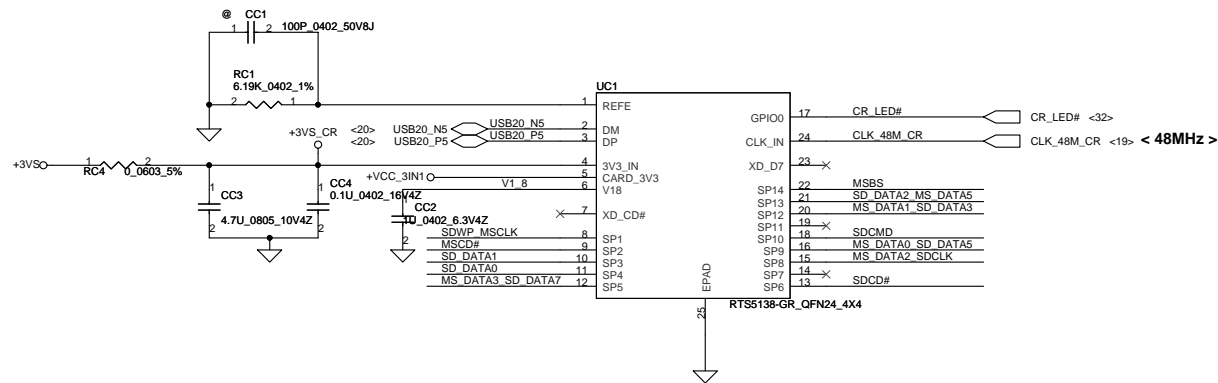 @ CC1
1 2 100P_0402_50V8J
RC1
6.19K_0402_1%
2 1
+3VS_CR
<20> USB20_N5 USB20_N5
<20> USB20_P5 USB20_P5
+3VS 1 2
RC4 0_0603_5%
+VCC_3IN1
V1_8
1 CC3
4.7U_0805_10V4Z
2
1 CC4
0.1U_0402_16V4Z
2
1
CC2
1U_0402_6.3V4Z
2
SDWP_MSCLK
MSCD#
SD_DATA1
SD_DATA0
MS_DATA3_SD_DATA7
UC1
1 REFE
2 DM
3 DP
4 3V3_IN
5 CARD_3V3
6 V18
7 XD_CD#
8 SP1
9 SP2
10 SP3
11 SP4
12 SP5
EPAD
25
GPIO0 17 CR_LED# CR_LED# <32>
CLK_IN 24 CLK_48M_CR CLK_48M_CR <19> < 48MHz >
XD_D7 23
SP14 22 MSBS
SP13 21 SD_DATA2_MS_DATA5
SP12 20 MS_DATA1_SD_DATA3
SP11 19
SP10 18 SDCMD
SP9 16 MS_DATA0_SD_DATA5
SP8 15 MS_DATA2_SDCLK
SP7 14
SP6 13 SDCD#
RTS5138-GR_QFN24_4X4